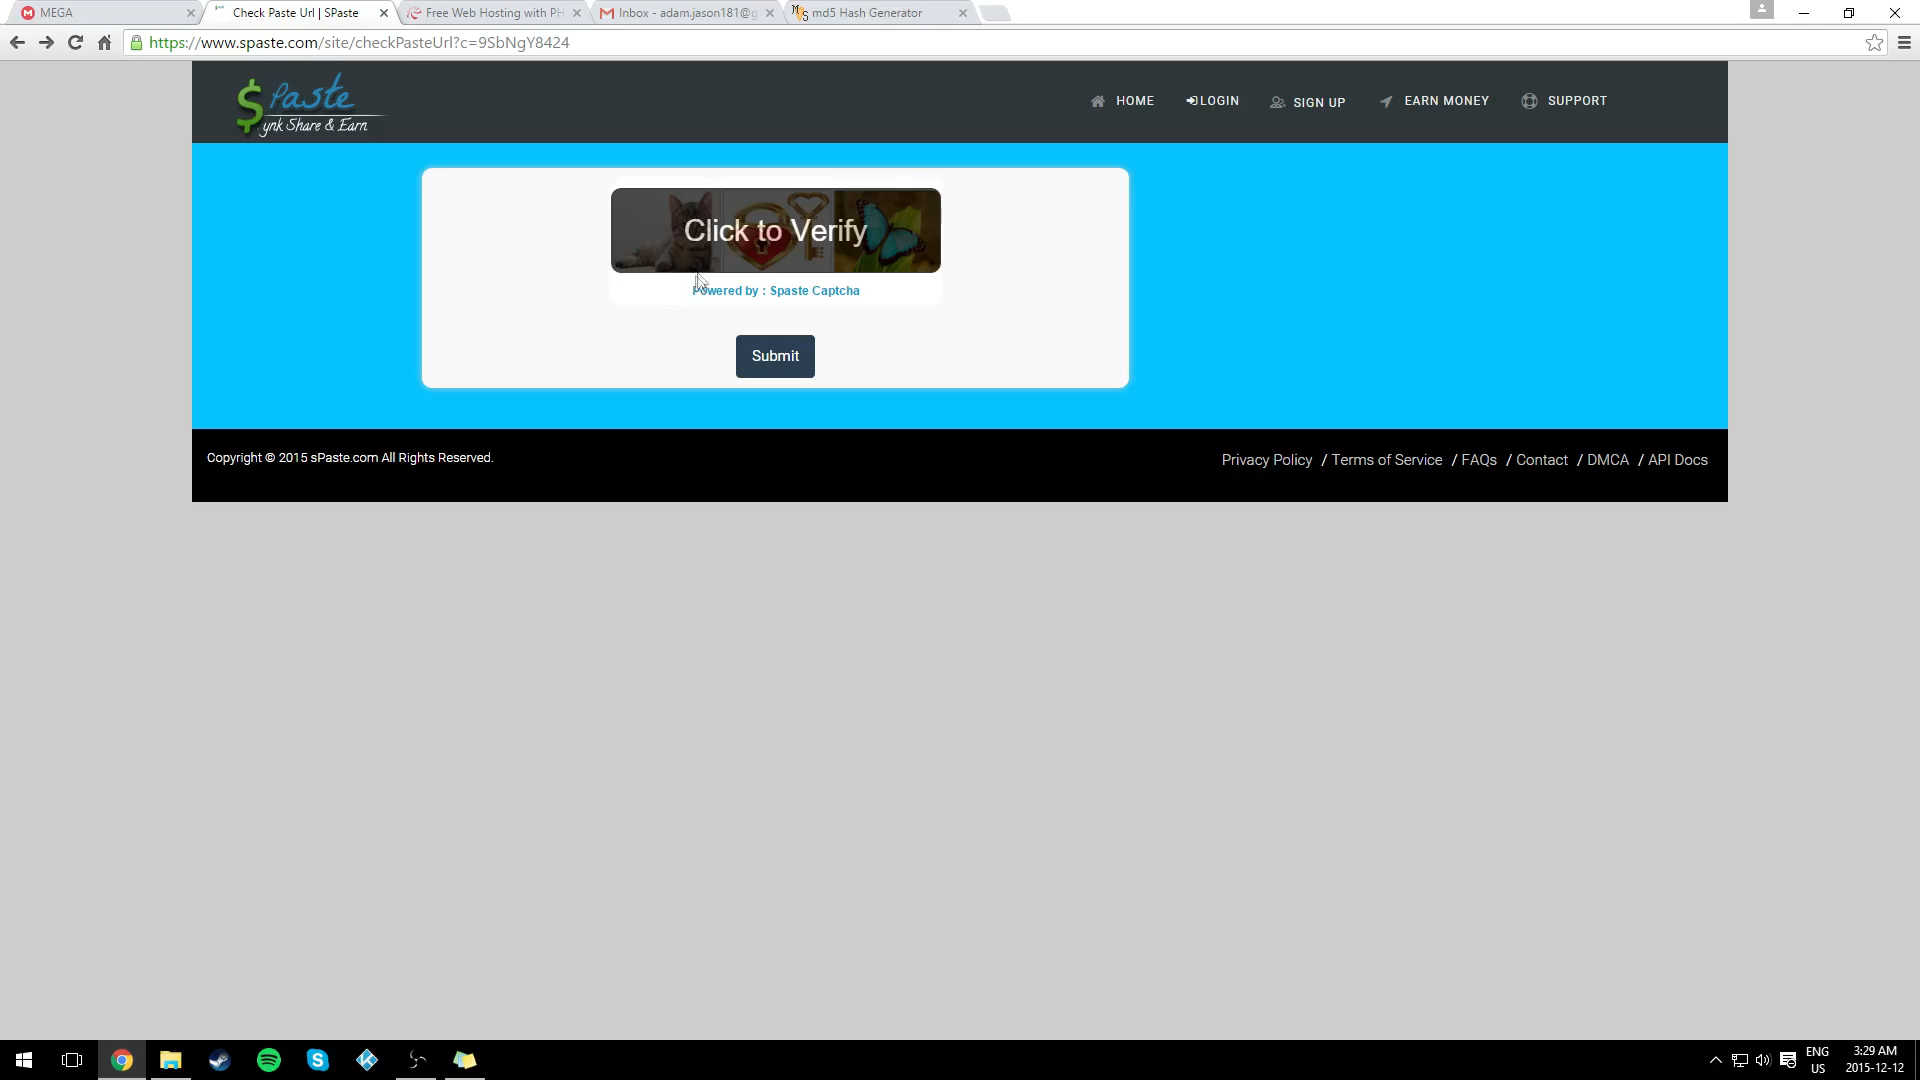 MEGA
Check Paste Url | SPaste
Free Web Hosting with PH
Inbox - adam.jason181@g
md5 Hash Generator
https://www.spaste.com/site/checkPasteUrl?c=9SbNgY8424
$Paste
Lynk Share & Earn
HOME
LOGIN
SIGN UP
EARN MONEY
SUPPORT
Click to Verify
Powered by : Spaste Captcha
Submit
Copyright © 2015 sPaste.com All Rights Reserved.
Privacy Policy / Terms of Service / FAQs / Contact / DMCA / API Docs
ENG
US
3:29 AM
2015-12-12